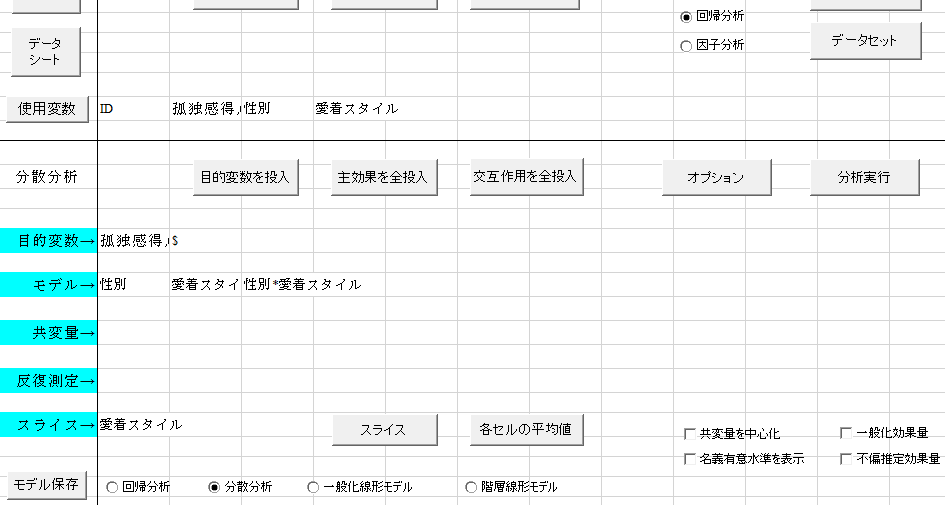 回帰分析
データ
シート
因子分析
データセット
使用変数 ID 孤独感得 性別 愛着スタイル
分散分析 目的変数を投入 主効果を全投入 交互作用を全投入 オプション 分析実行
目的変数→ 孤独感得 $
モデル→ 性別 愛着スタイ 性別*愛着スタイル
共変量→
反復測定→
スライス→ 愛着スタイル スライス 各セルの平均値
共変量を中心化 一般化効果量
名義有意水準を表示 不偏推定効果量
モデル保存 回帰分析 分散分析 一般化線形モデル 階層線形モデル